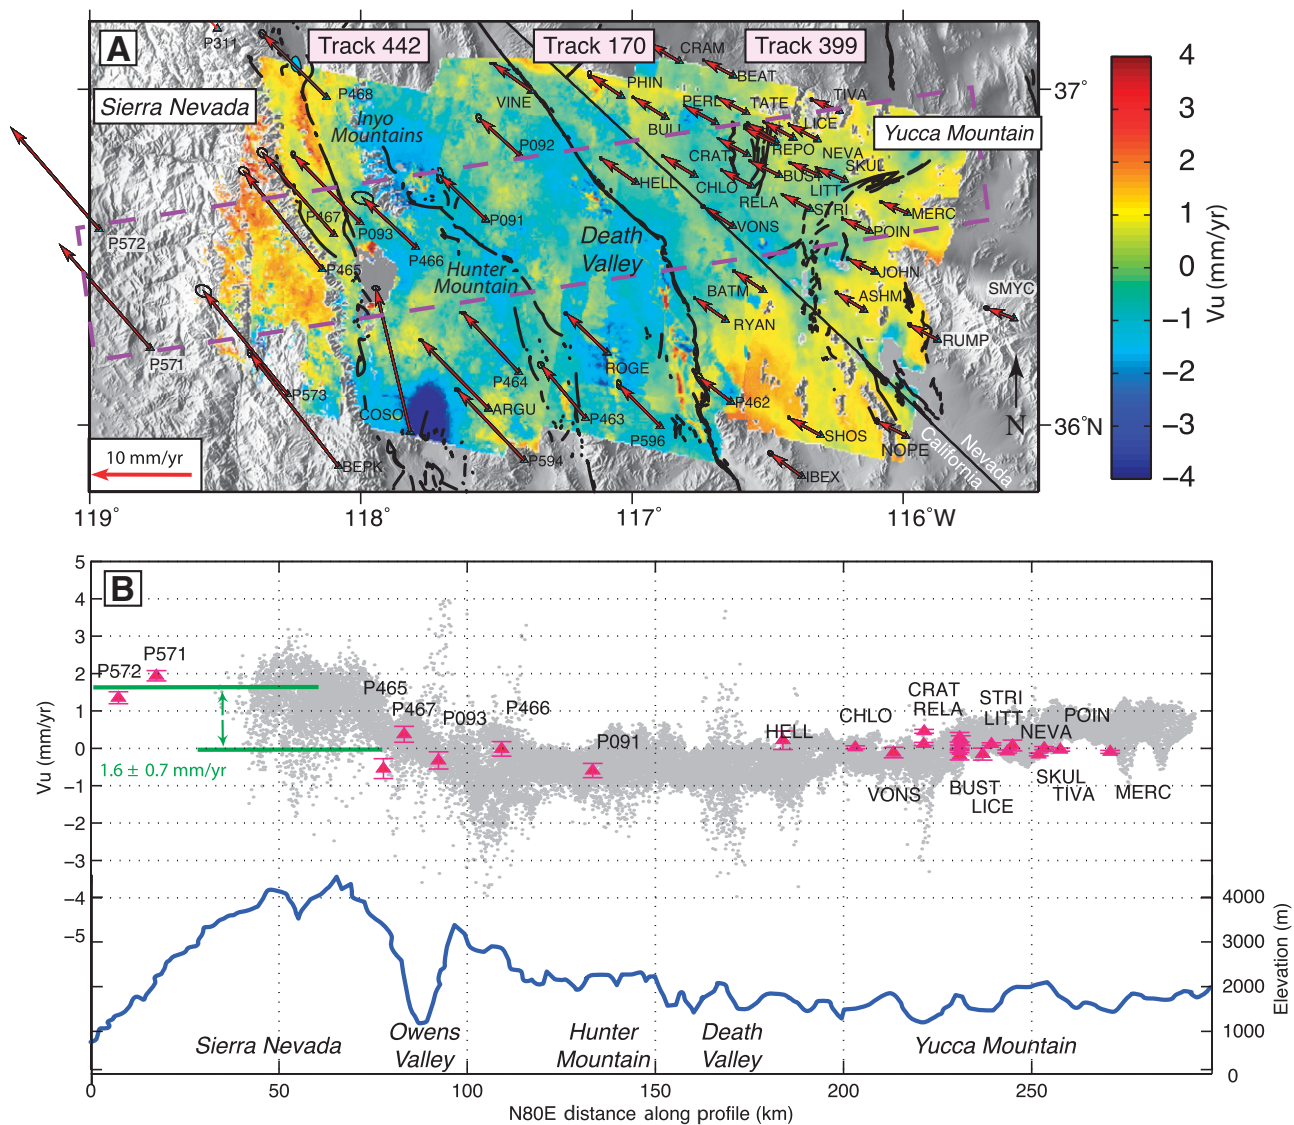 A
Track 442
Track 170
Track 399
P311
CRAM
BEAT
Sierra Nevada
P468
VINE
PHIN
PERL
TATE
TIVA
Inyo
Mountains
BULL
LICE
Yucca Mountain
P092
CRAT
REPO
NEVA
SKUL
HELL
CHLO
BUST
LITT
P467
P093
P091
RELA
STRI
MERC
P572
P466
Death
Valley
VONS
POIN
P465
Hunter
Mountain
BATM
JOHN
SMYC
ASHM
RYAN
RUMP
P571
P573
P464
ROGE
COSO
ARGU
P463
P462
P596
SHOS
NOPE
BEPK
P594
IBEX
Nevada
California
N
10 mm/yr
37°
36°N
119°
118°
117°
116°W
4
3
2
1
0
−1
−2
−3
−4
Vu (mm/yr)
B
5
4
3
2
1
0
−1
−2
−3
−4
−5
Vu (mm/yr)
P572
P571
P465
P467
P093
P466
P091
HELL
CHLO
VONS
CRAT
RELA
STRI
LITT
NEVA
POIN
BUST
LICE
SKUL
TIVA
MERC
1.6 ± 0.7 mm/yr
4000
3000
2000
1000
0
Elevation (m)
Sierra Nevada
Owens
Valley
Hunter
Mountain
Death
Valley
Yucca Mountain
0
50
100
150
200
250
N80E distance along profile (km)